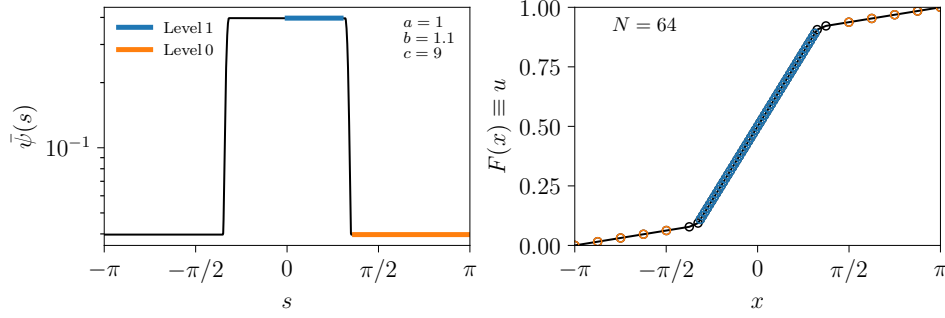 Level 1
Level 0
a = 1
b = 1.1
c = 9
10⁻¹
ψ̄(s)
−π
−π/2
0
π/2
π
s
N = 64
1.00
0.75
0.50
0.25
0.00
F(x) ≡ u
−π
−π/2
0
π/2
π
x